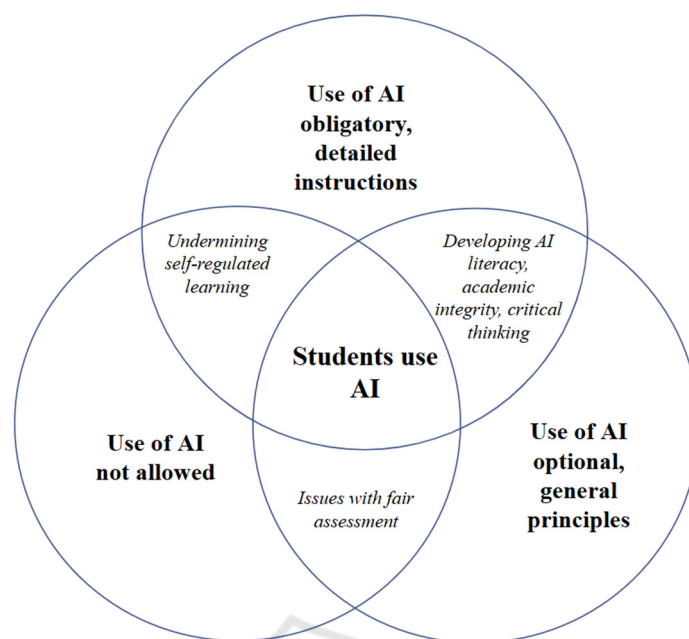 Use of AI
obligatory,
detailed
instructions
Undermining
self-regulated
learning
Developing AI
literacy,
academic
integrity, critical
thinking
Students use
AI
Use of AI
not allowed
Use of AI
optional,
general
principles
Issues with fair
assessment